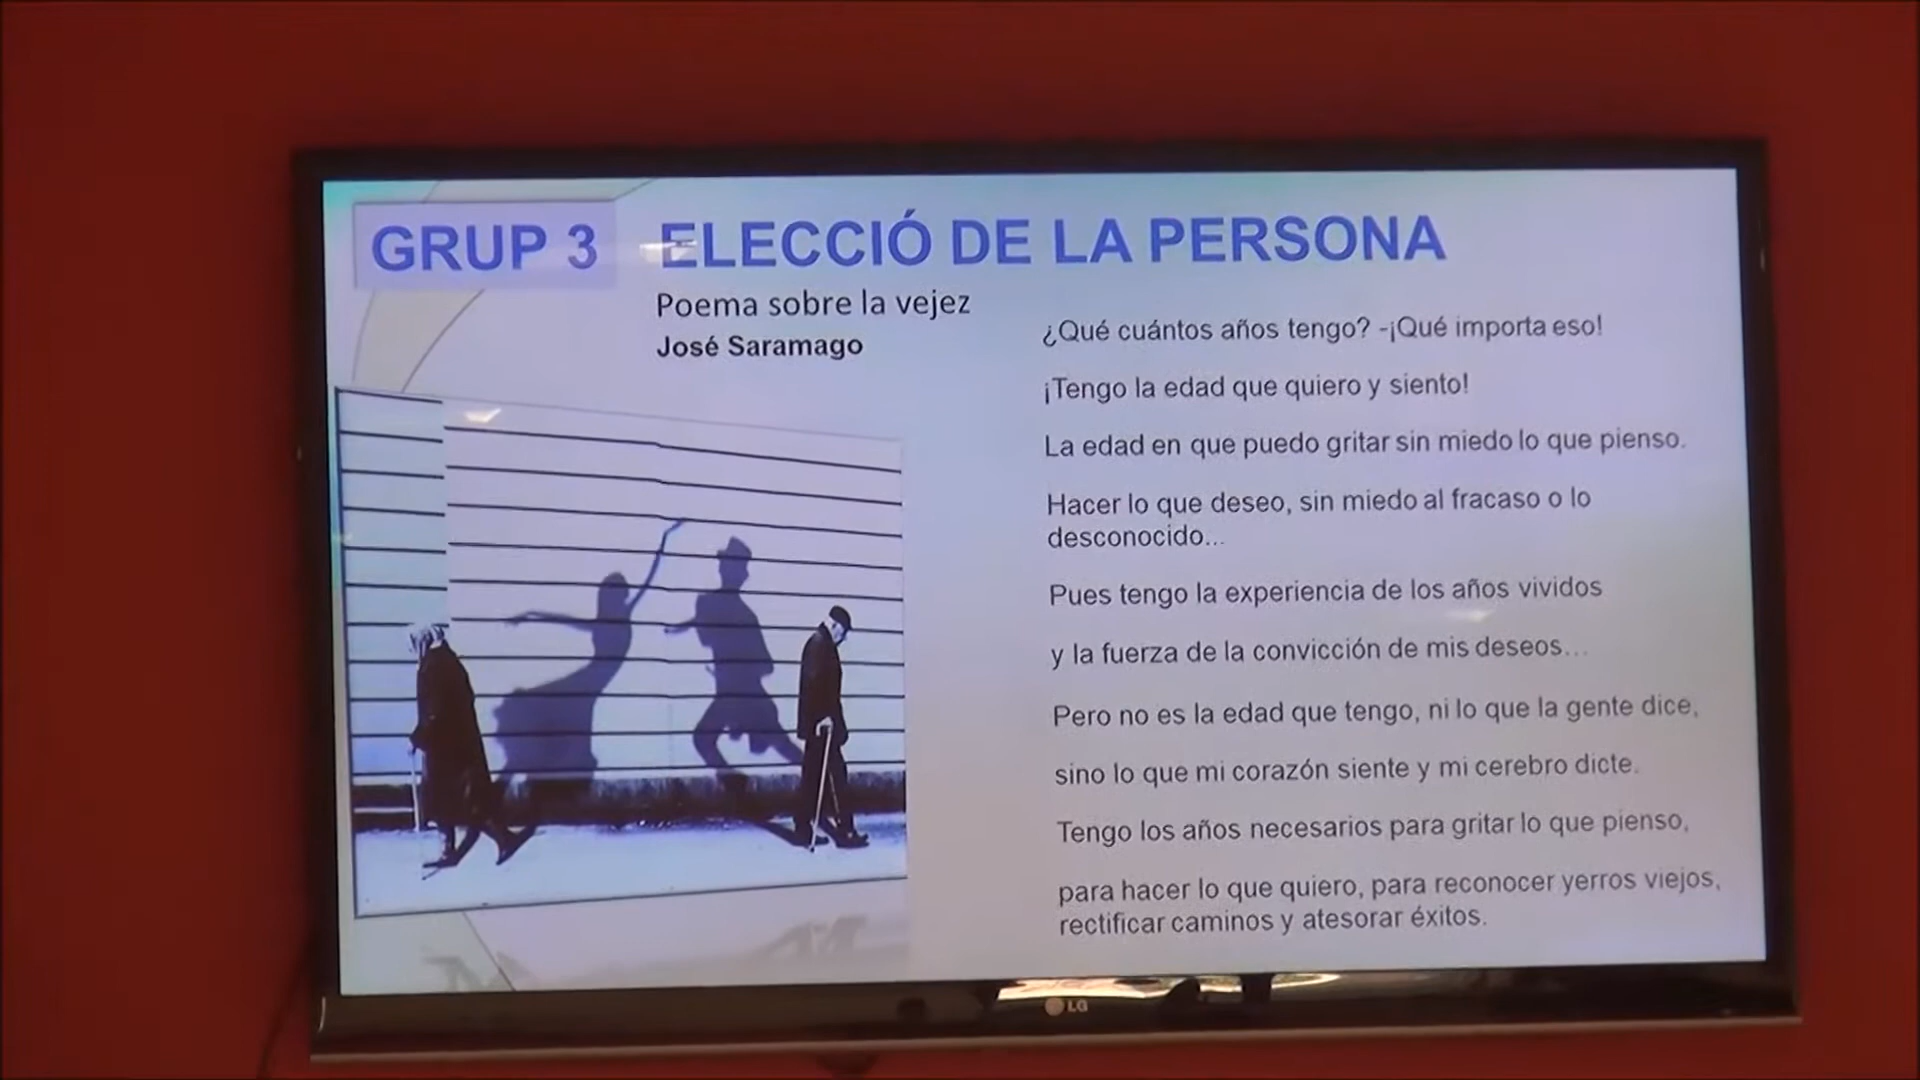 GRUP 3
ELECCIÓ DE LA PERSONA
Poema sobre la vejez
José Saramago
¿Qué cuántos años tengo? -¡Qué importa eso!
¡Tengo la edad que quiero y siento!
La edad en que puedo gritar sin miedo lo que pienso.
Hacer lo que deseo, sin miedo al fracaso o lo
desconocido...
Pues tengo la experiencia de los años vividos
y la fuerza de la convicción de mis deseos...
Pero no es la edad que tengo, ni lo que la gente dice,
sino lo que mi corazón siente y mi cerebro dicte.
Tengo los años necesarios para gritar lo que pienso,
para hacer lo que quiero, para reconocer yerros viejos,
rectificar caminos y atesorar éxitos.
LG